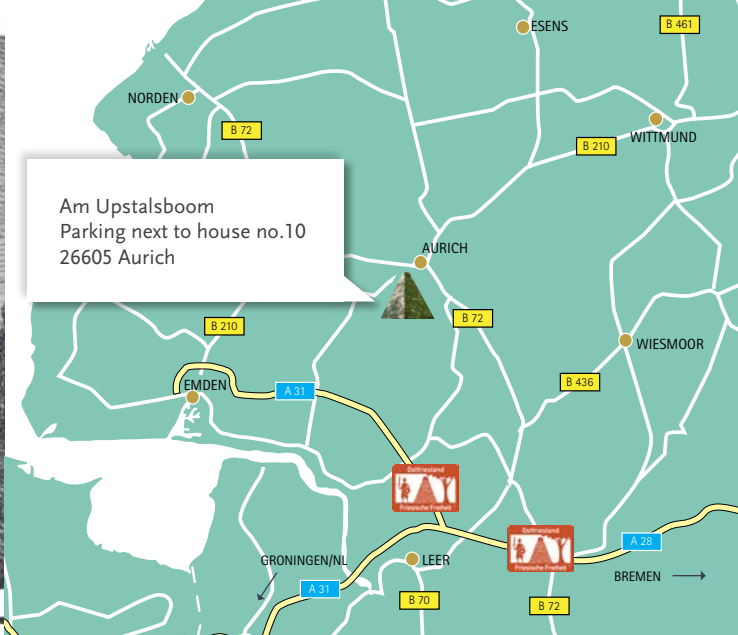 ESENS
B 461
NORDEN
B 72
WITTMUND
B 210
Am Upstalsboom
Parking next to house no.10
26605 Aurich
AURICH
B 210
B 72
WIESMOOR
B 436
EMDEN
A 31
Ostfriesland
Friesische Freiheit
Ostfriesland
Friesische Freiheit
A 28
GRONINGEN/NL
LEER
BREMEN
A 31
B 70
B 72